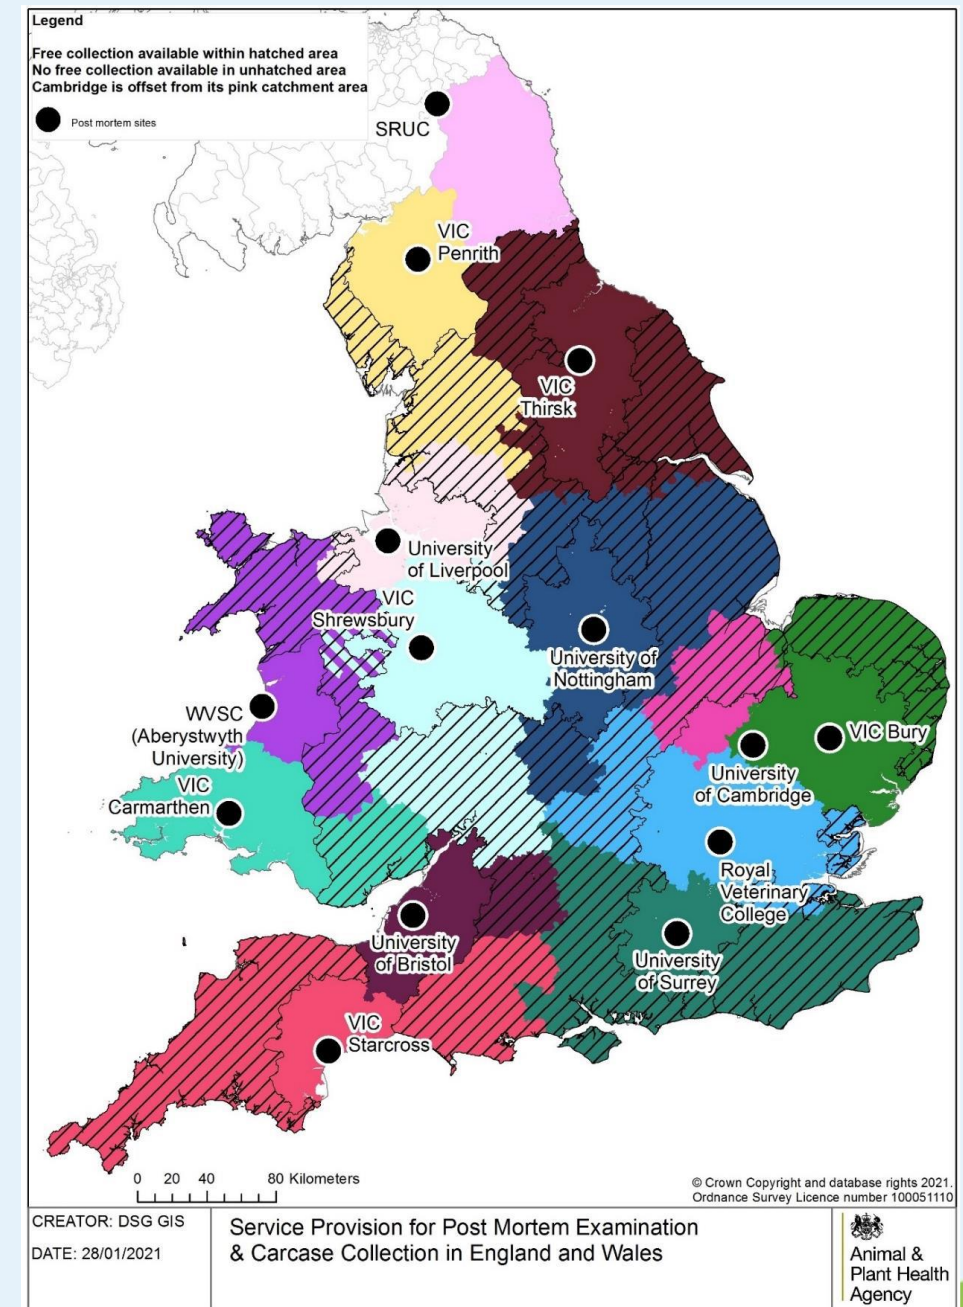 Legend
Free collection available within hatched area
No free collection available in unhatched area
Cambridge is offset from its pink catchment area
Post mortem sites
SRUC
VIC
Penrith
VIC
Thirsk
University
of Liverpool
VIC
Shrewsbury
University of
Nottingham
WVSC
(Aberystwyth
University)
VIC Bury
University
of Cambridge
VIC
Carmarthen
Royal
Veterinary
College
University
of Bristol
University
of Surrey
VIC
Starcross
0 20 40 80 Kilometers
© Crown Copyright and database rights 2021.
Ordnance Survey Licence number 100051110
CREATOR: DSG GIS
DATE: 28/01/2021
Service Provision for Post Mortem Examination
& Carcase Collection in England and Wales
Animal &
Plant Health
Agency